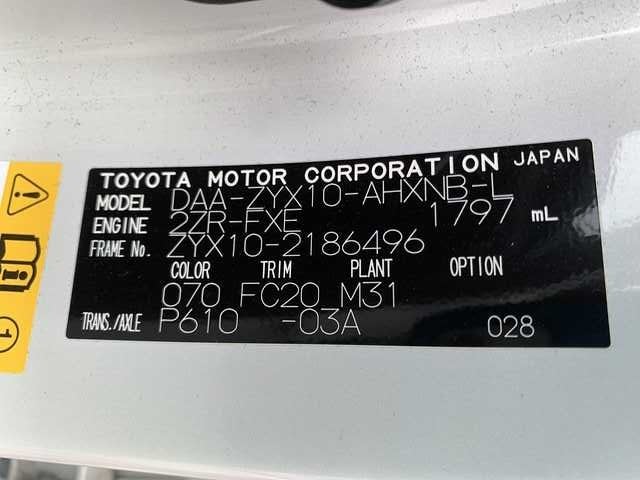 TOYOTA MOTOR CORPORATION JAPAN
MODEL DAA-ZYX10-AHXNB-L
ENGINE 2ZR-FXE 1797 mL
FRAME No. ZYX10-2186496
COLOR TRIM PLANT OPTION
070 FC20 M31
TRANS./AXLE P610 -03A 028
1